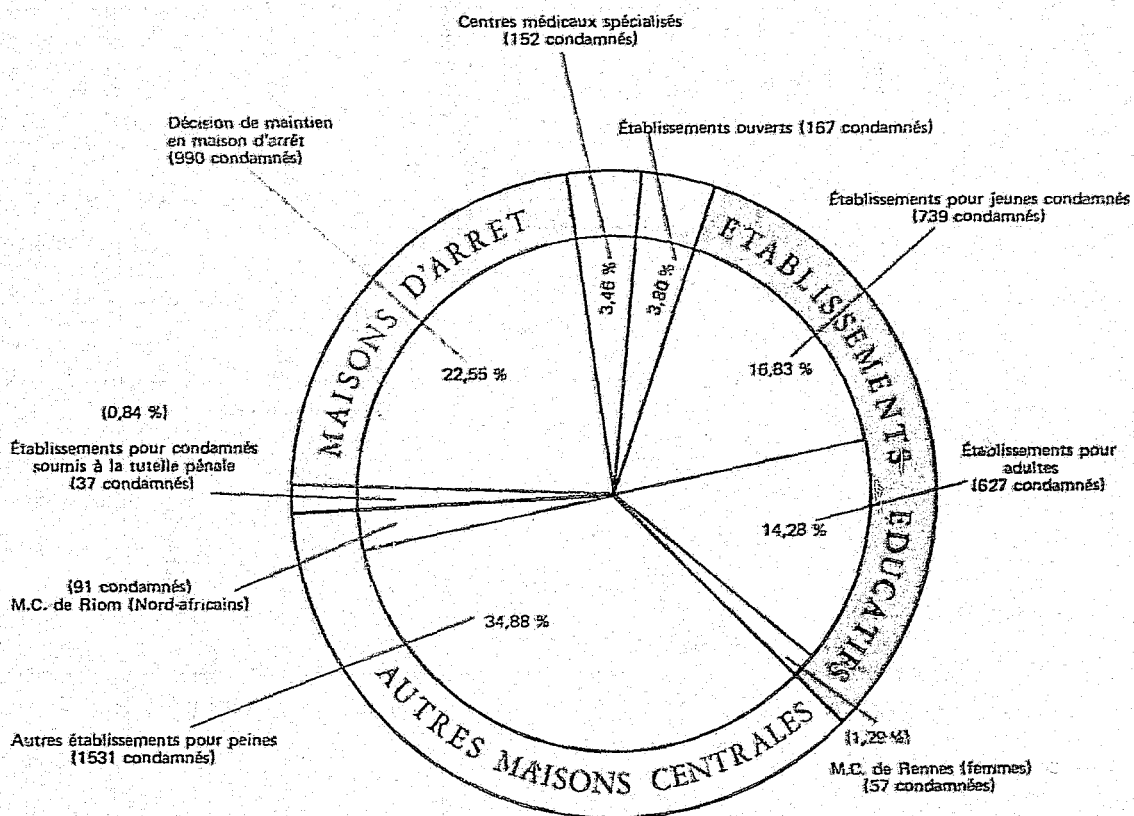 Centres médicaux spécialisés
(152 condamnés)
Décision de maintien
en maison d'arrêt
(990 condamnés)
Établissements ouverts (167 condamnés)
Établissements pour jeunes condamnés
(739 condamnés)
MAISONS D'ARRET
3,46 %
3,80 %
ETABLISSEMENTS EDUCATIFS
22,55 %
16,83 %
(0,84 %)
Établissements pour condamnés
soumis à la tutelle pénale
(37 condamnés)
Établissements pour
adultes
(627 condamnés)
14,28 %
(91 condamnés)
M.C. de Riom (Nord-africains)
34,88 %
AUTRES MAISONS CENTRALES
Autres établissements pour peines
(1531 condamnés)
(1,29 %)
M.C. de Rennes (femmes)
(57 condamnées)